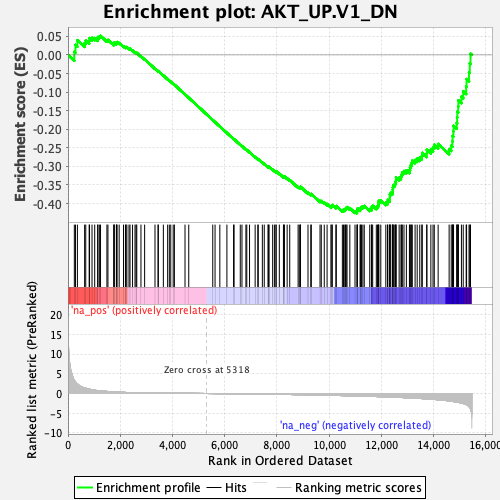 Enrichment plot: AKT_UP.V1_DN
Enrichment score (ES)
0.05
0.00
-0.05
-0.10
-0.15
-0.20
-0.25
-0.30
-0.35
-0.40
'na_pos' (positively correlated)
Ranked list metric (PreRanked)
20
15
10
5
0
-5
Zero cross at 5318
'na_neg' (negatively correlated)
0
2,000
4,000
6,000
8,000
10,000
12,000
14,000
16,000
Rank in Ordered Dataset
Enrichment profile
Hits
Ranking metric scores